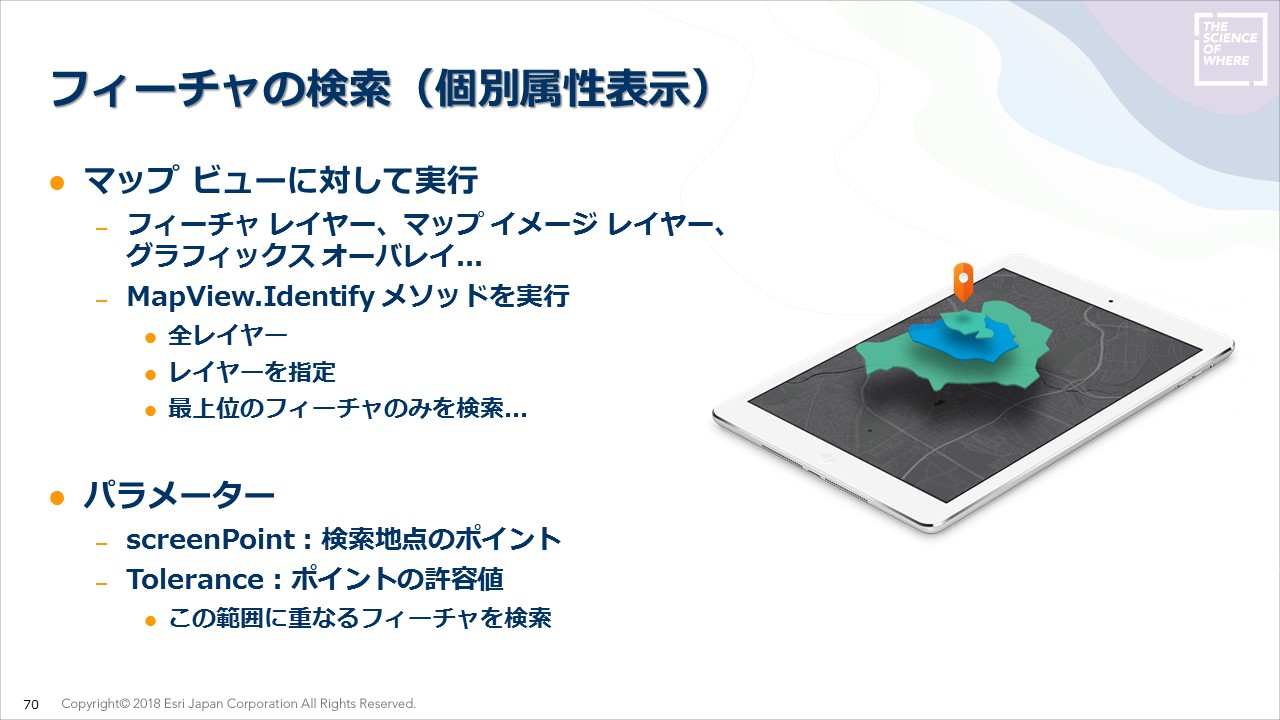 THE
SCIENCE
OF
WHERE
フィーチャの検索（個別属性表示）
マップ ビューに対して実行
フィーチャ レイヤー、マップ イメージ レイヤー、
グラフィックス オーバレイ…
MapView.Identify メソッドを実行
全レイヤー
レイヤーを指定
最上位のフィーチャのみを検索…
パラメーター
screenPoint：検索地点のポイント
Tolerance：ポイントの許容値
この範囲に重なるフィーチャを検索
70 Copyright© 2018 Esri Japan Corporation All Rights Reserved.